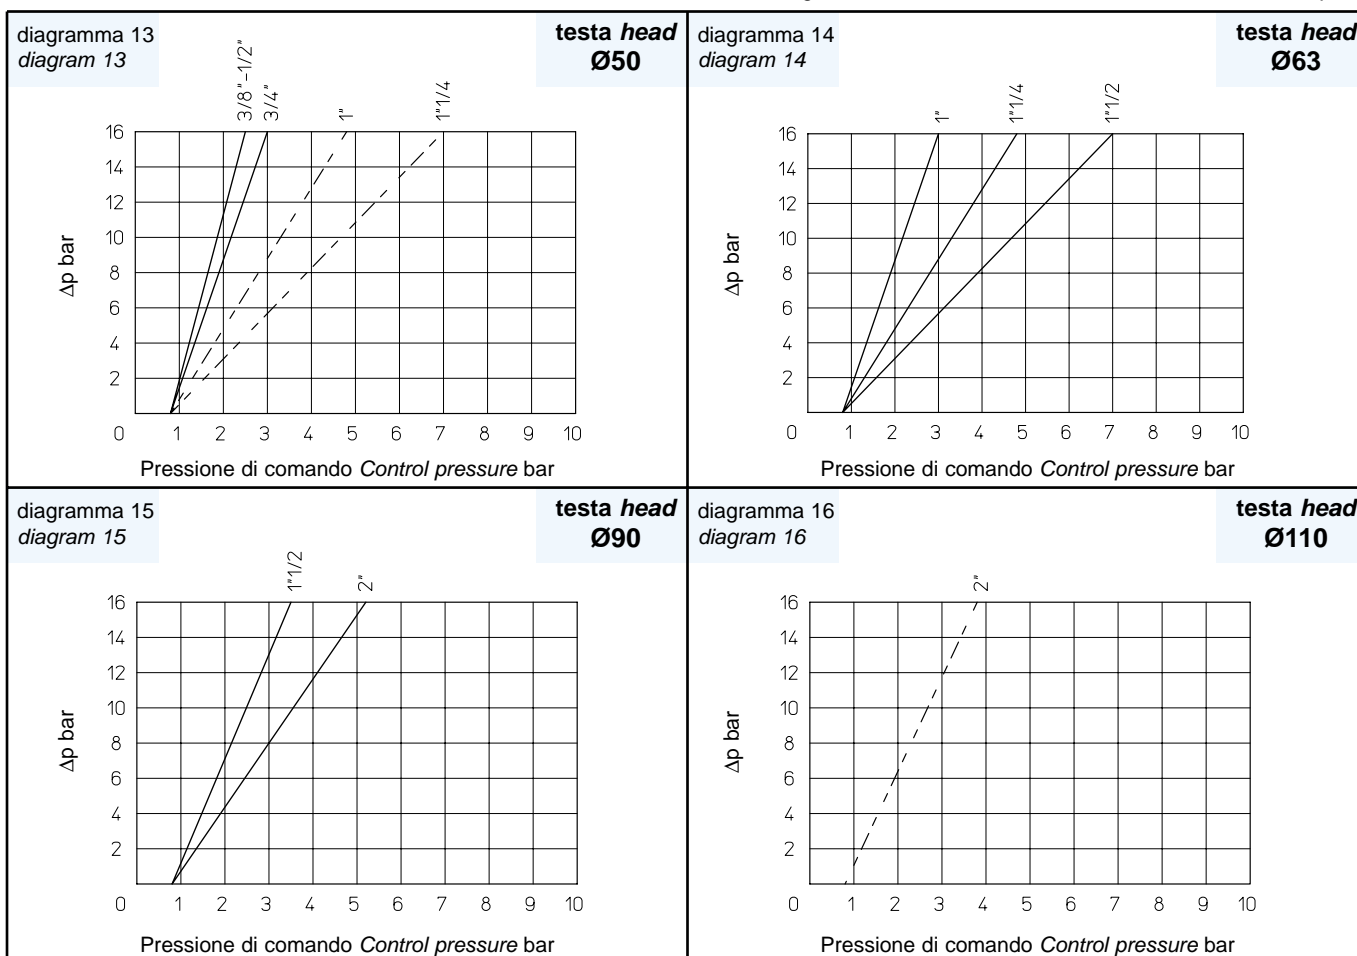 diagramma 13
diagram 13
testa head
Ø50
3/8"-1/2"
3/4"
1"
1"1/4
16
14
12
10
8
6
4
2
Δp bar
0 1 2 3 4 5 6 7 8 9 10
Pressione di comando Control pressure bar
diagramma 14
diagram 14
testa head
Ø63
1"
1"1/4
1"1/2
16
14
12
10
8
6
4
2
Δp bar
0 1 2 3 4 5 6 7 8 9 10
Pressione di comando Control pressure bar
diagramma 15
diagram 15
testa head
Ø90
1"1/2
2"
16
14
12
10
8
6
4
2
Δp bar
0 1 2 3 4 5 6 7 8 9 10
Pressione di comando Control pressure bar
diagramma 16
diagram 16
testa head
Ø110
2"
16
14
12
10
8
6
4
2
Δp bar
0 1 2 3 4 5 6 7 8 9 10
Pressione di comando Control pressure bar